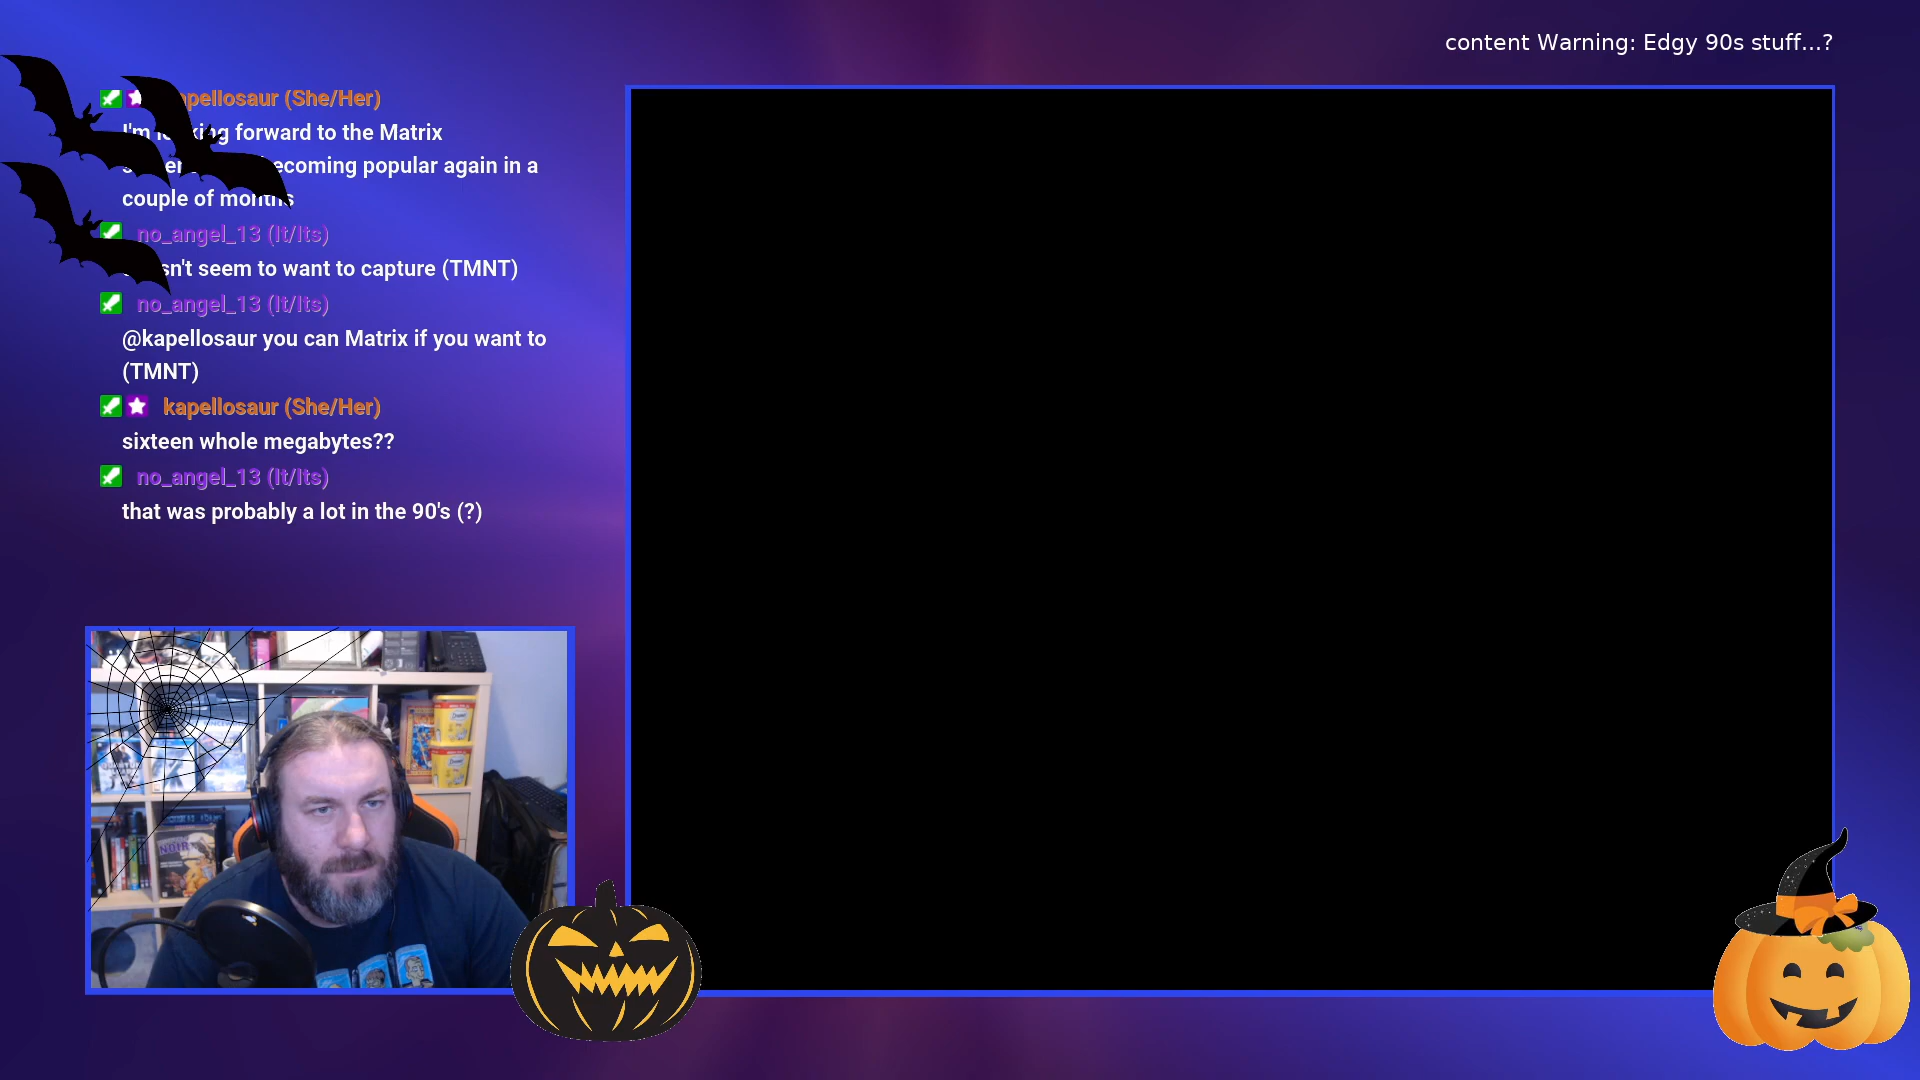 content Warning: Edgy 90s stuff...?
pellosaur (She/Her)
forward to the Matrix
ecoming popular again in a
couple of months
no_angel_13 (It/Its)
sn't seem to want to capture (TMNT)
no_angel_13 (It/Its)
@kapellosaur you can Matrix if you want to
(TMNT)
kapellosaur (She/Her)
sixteen whole megabytes??
no_angel_13 (It/Its)
that was probably a lot in the 90's (?)
NOIR